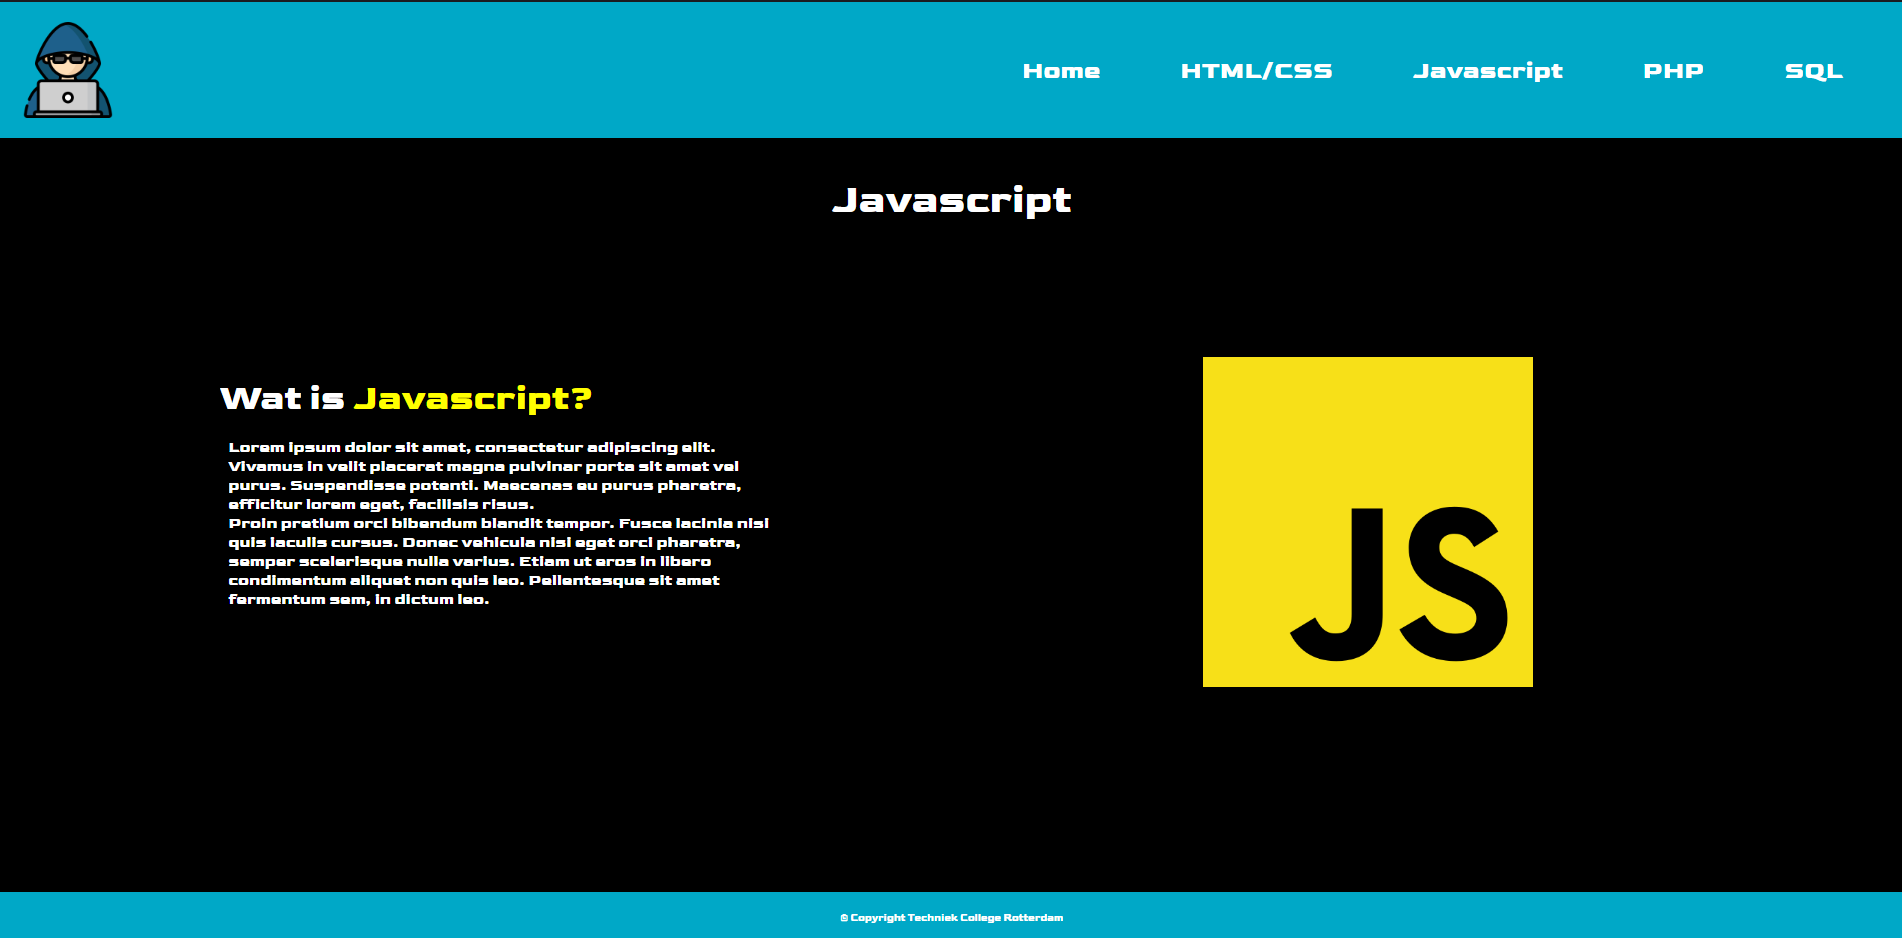 Home HTML/CSS Javascript PHP SQL
Javascript
Wat is Javascript?
Lorem ipsum dolor sit amet, consectetur adipiscing elit.
Vivamus in velit placerat magna pulvinar porta sit amet vel
purus. Suspendisse potenti. Maecenas eu purus pharetra,
efficitur lorem eget, facilisis risus.
Proin pretium orci bibendum blandit tempor. Fusce lacinia nisi
quis iaculis cursus. Donec vehicula nisi eget orci pharetra,
semper scelerisque nulla varius. Etiam ut eros in libero
condimentum aliquet non quis leo. Pellentesque sit amet
fermentum sem, in dictum leo.
JS
© Copyright Techniek College Rotterdam